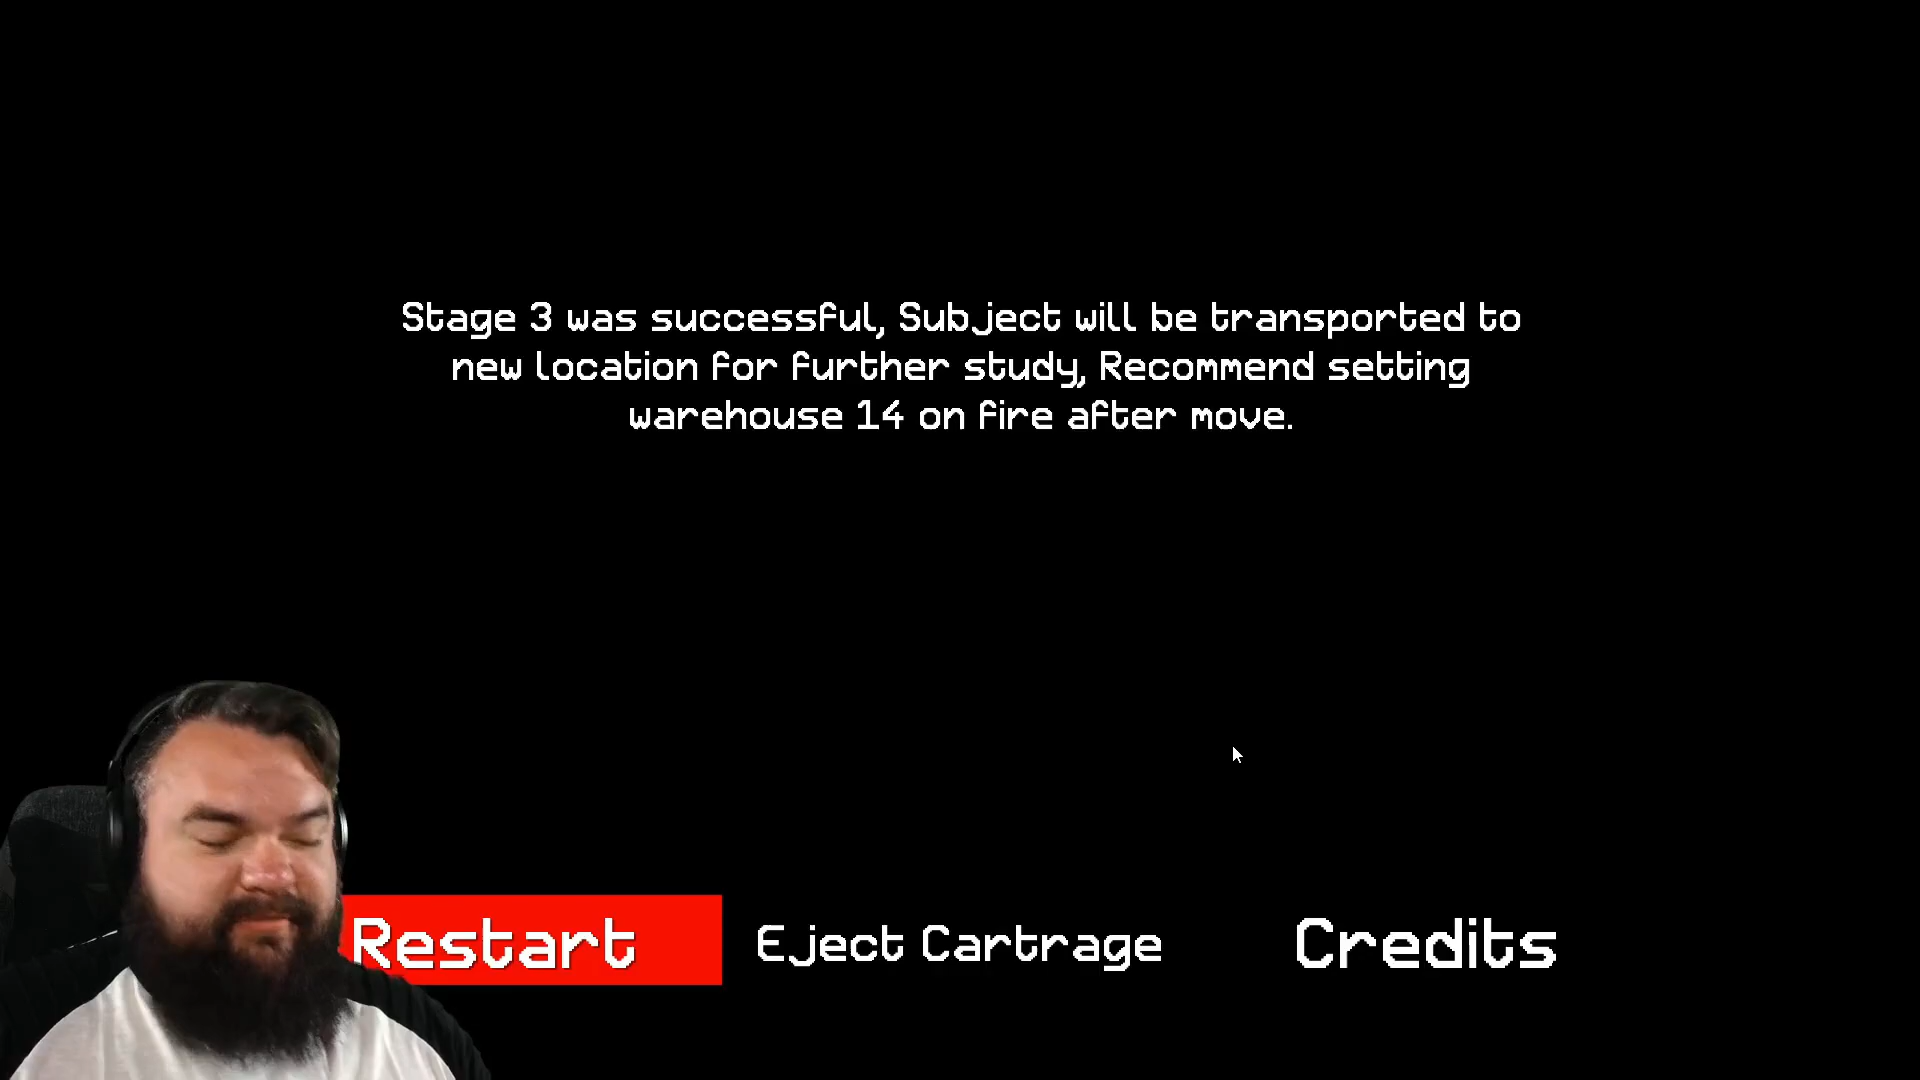 Stage 3 was successful, Subject will be transported to
new location for further study, Recommend setting
warehouse 14 on fire after move.
Restart
Eject Cartrage
Credits